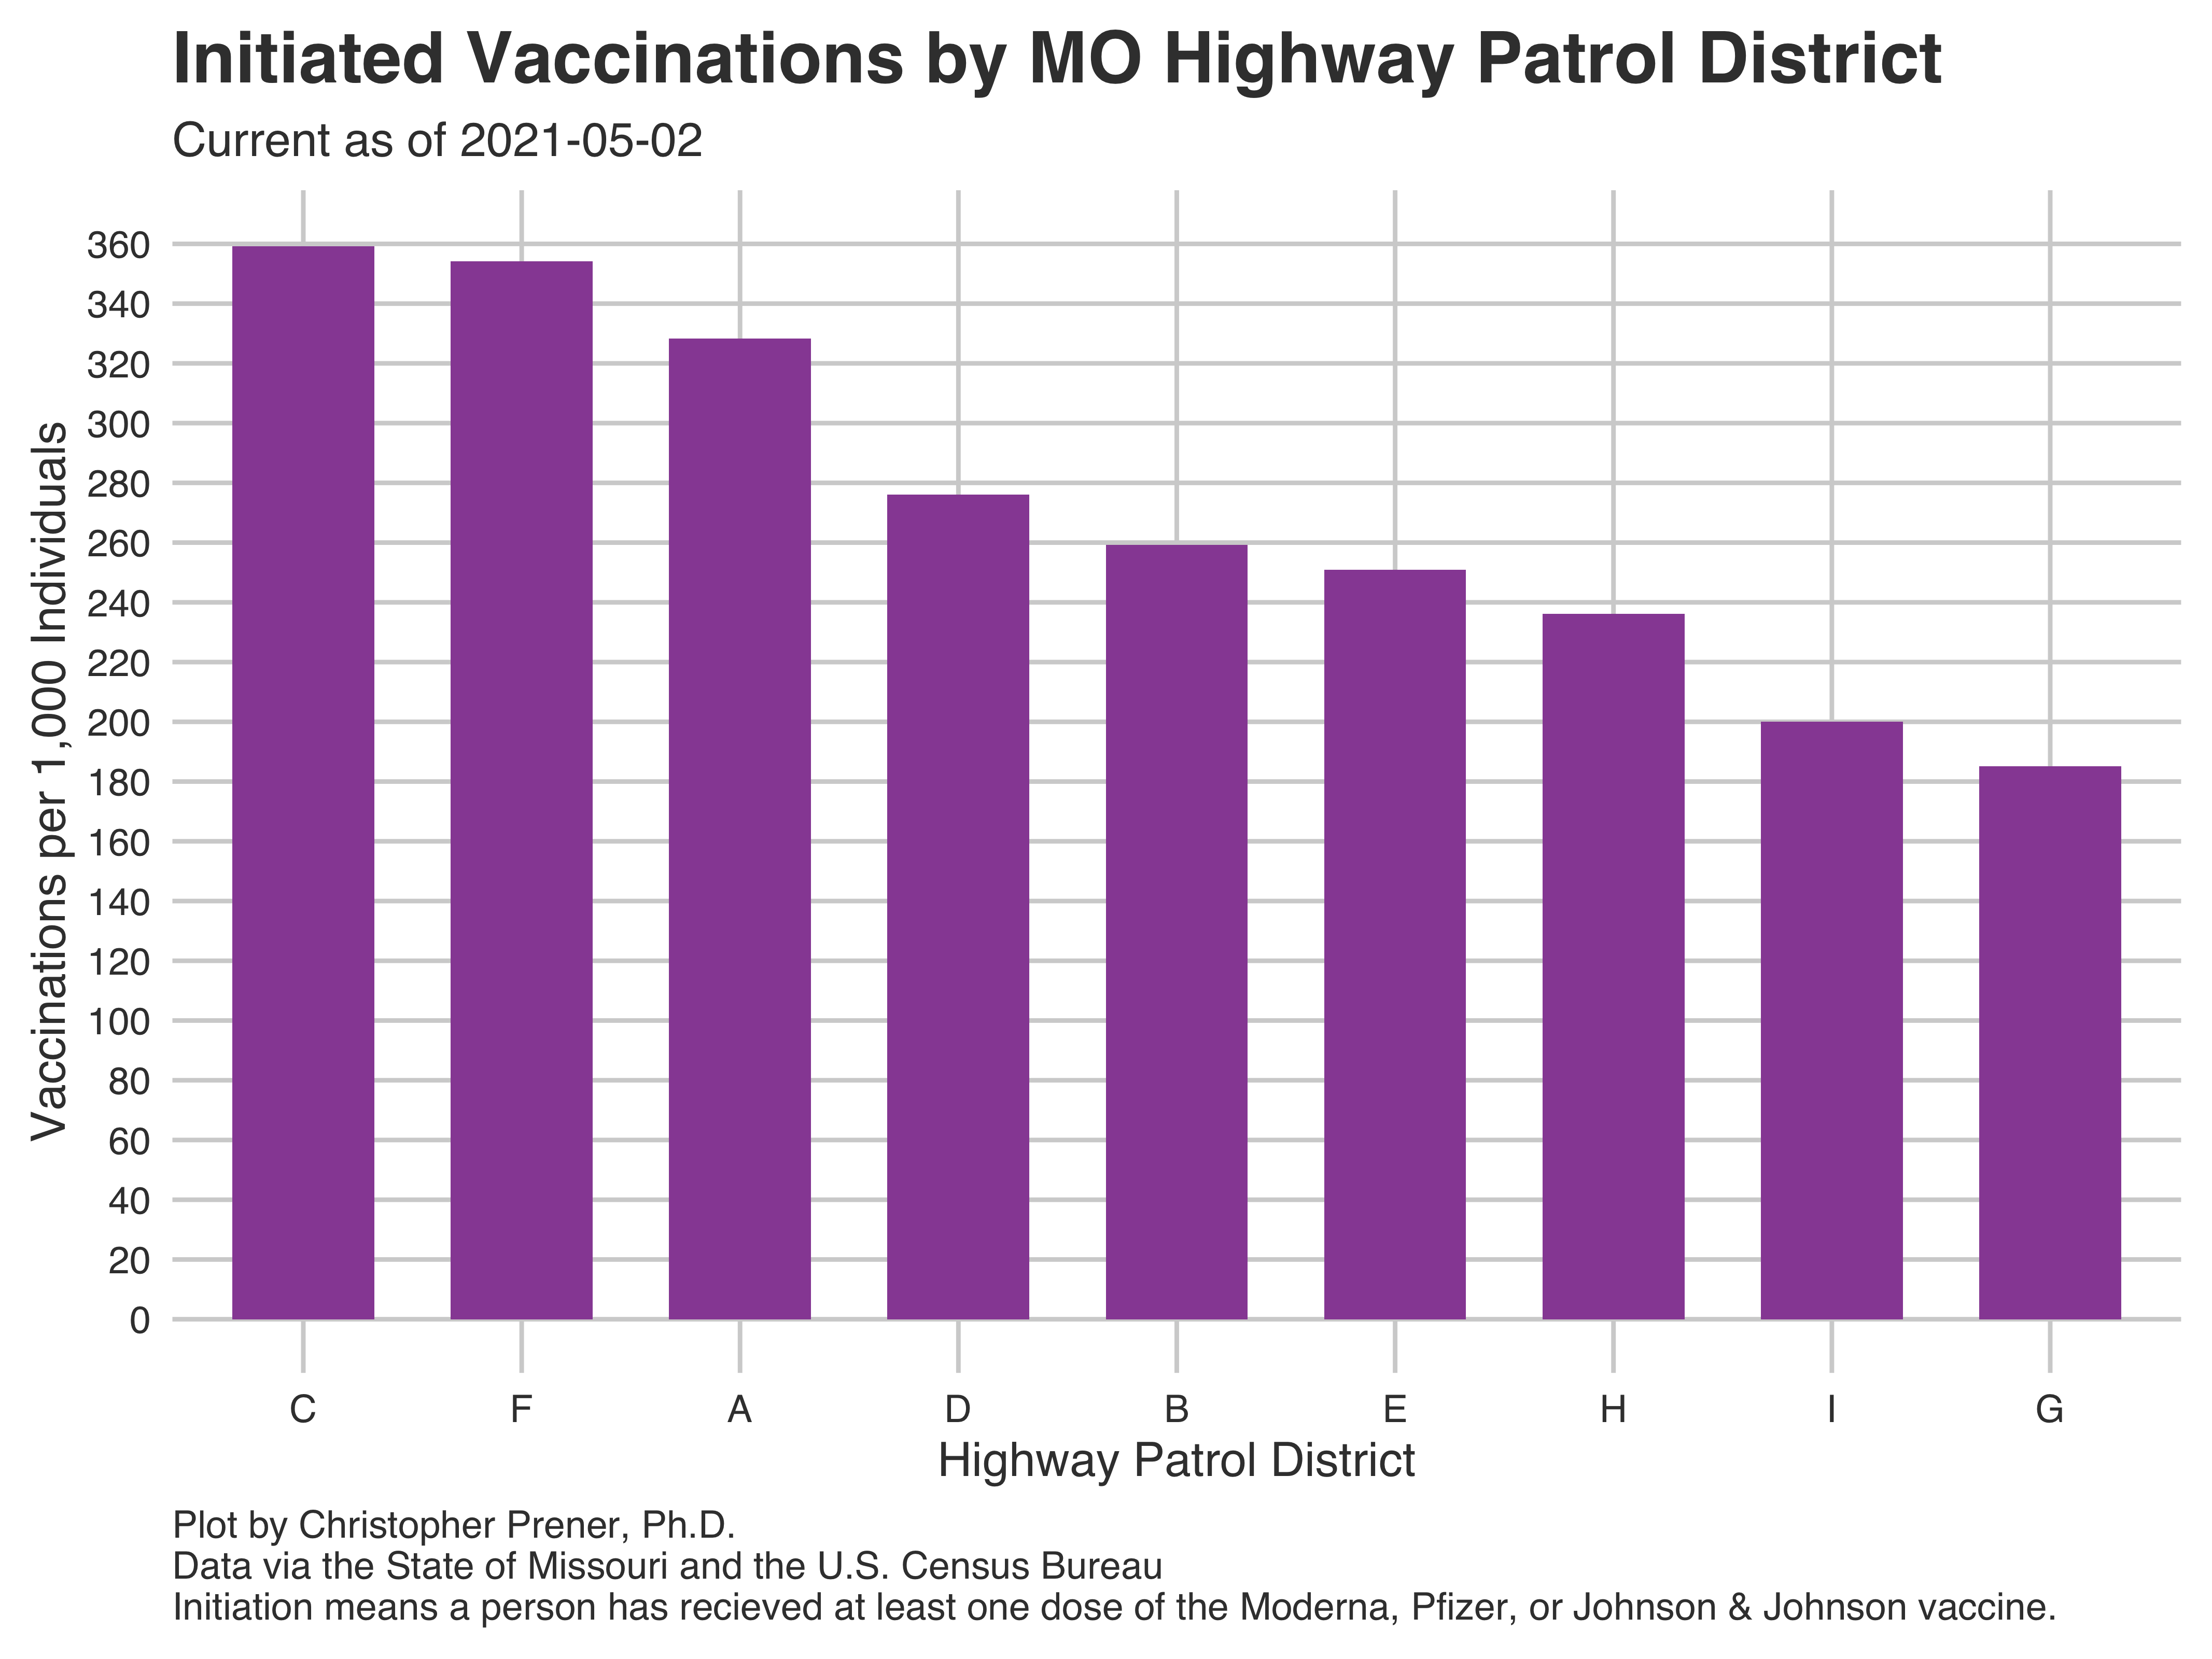 Initiated Vaccinations by MO Highway Patrol District
Current as of 2021-05-02
Vaccinations per 1,000 Individuals
360
340
320
300
280
260
240
220
200
180
160
140
120
100
80
60
40
20
0
C F A D B E H I G
Highway Patrol District
Plot by Christopher Prener, Ph.D.
Data via the State of Missouri and the U.S. Census Bureau
Initiation means a person has recieved at least one dose of the Moderna, Pfizer, or Johnson & Johnson vaccine.